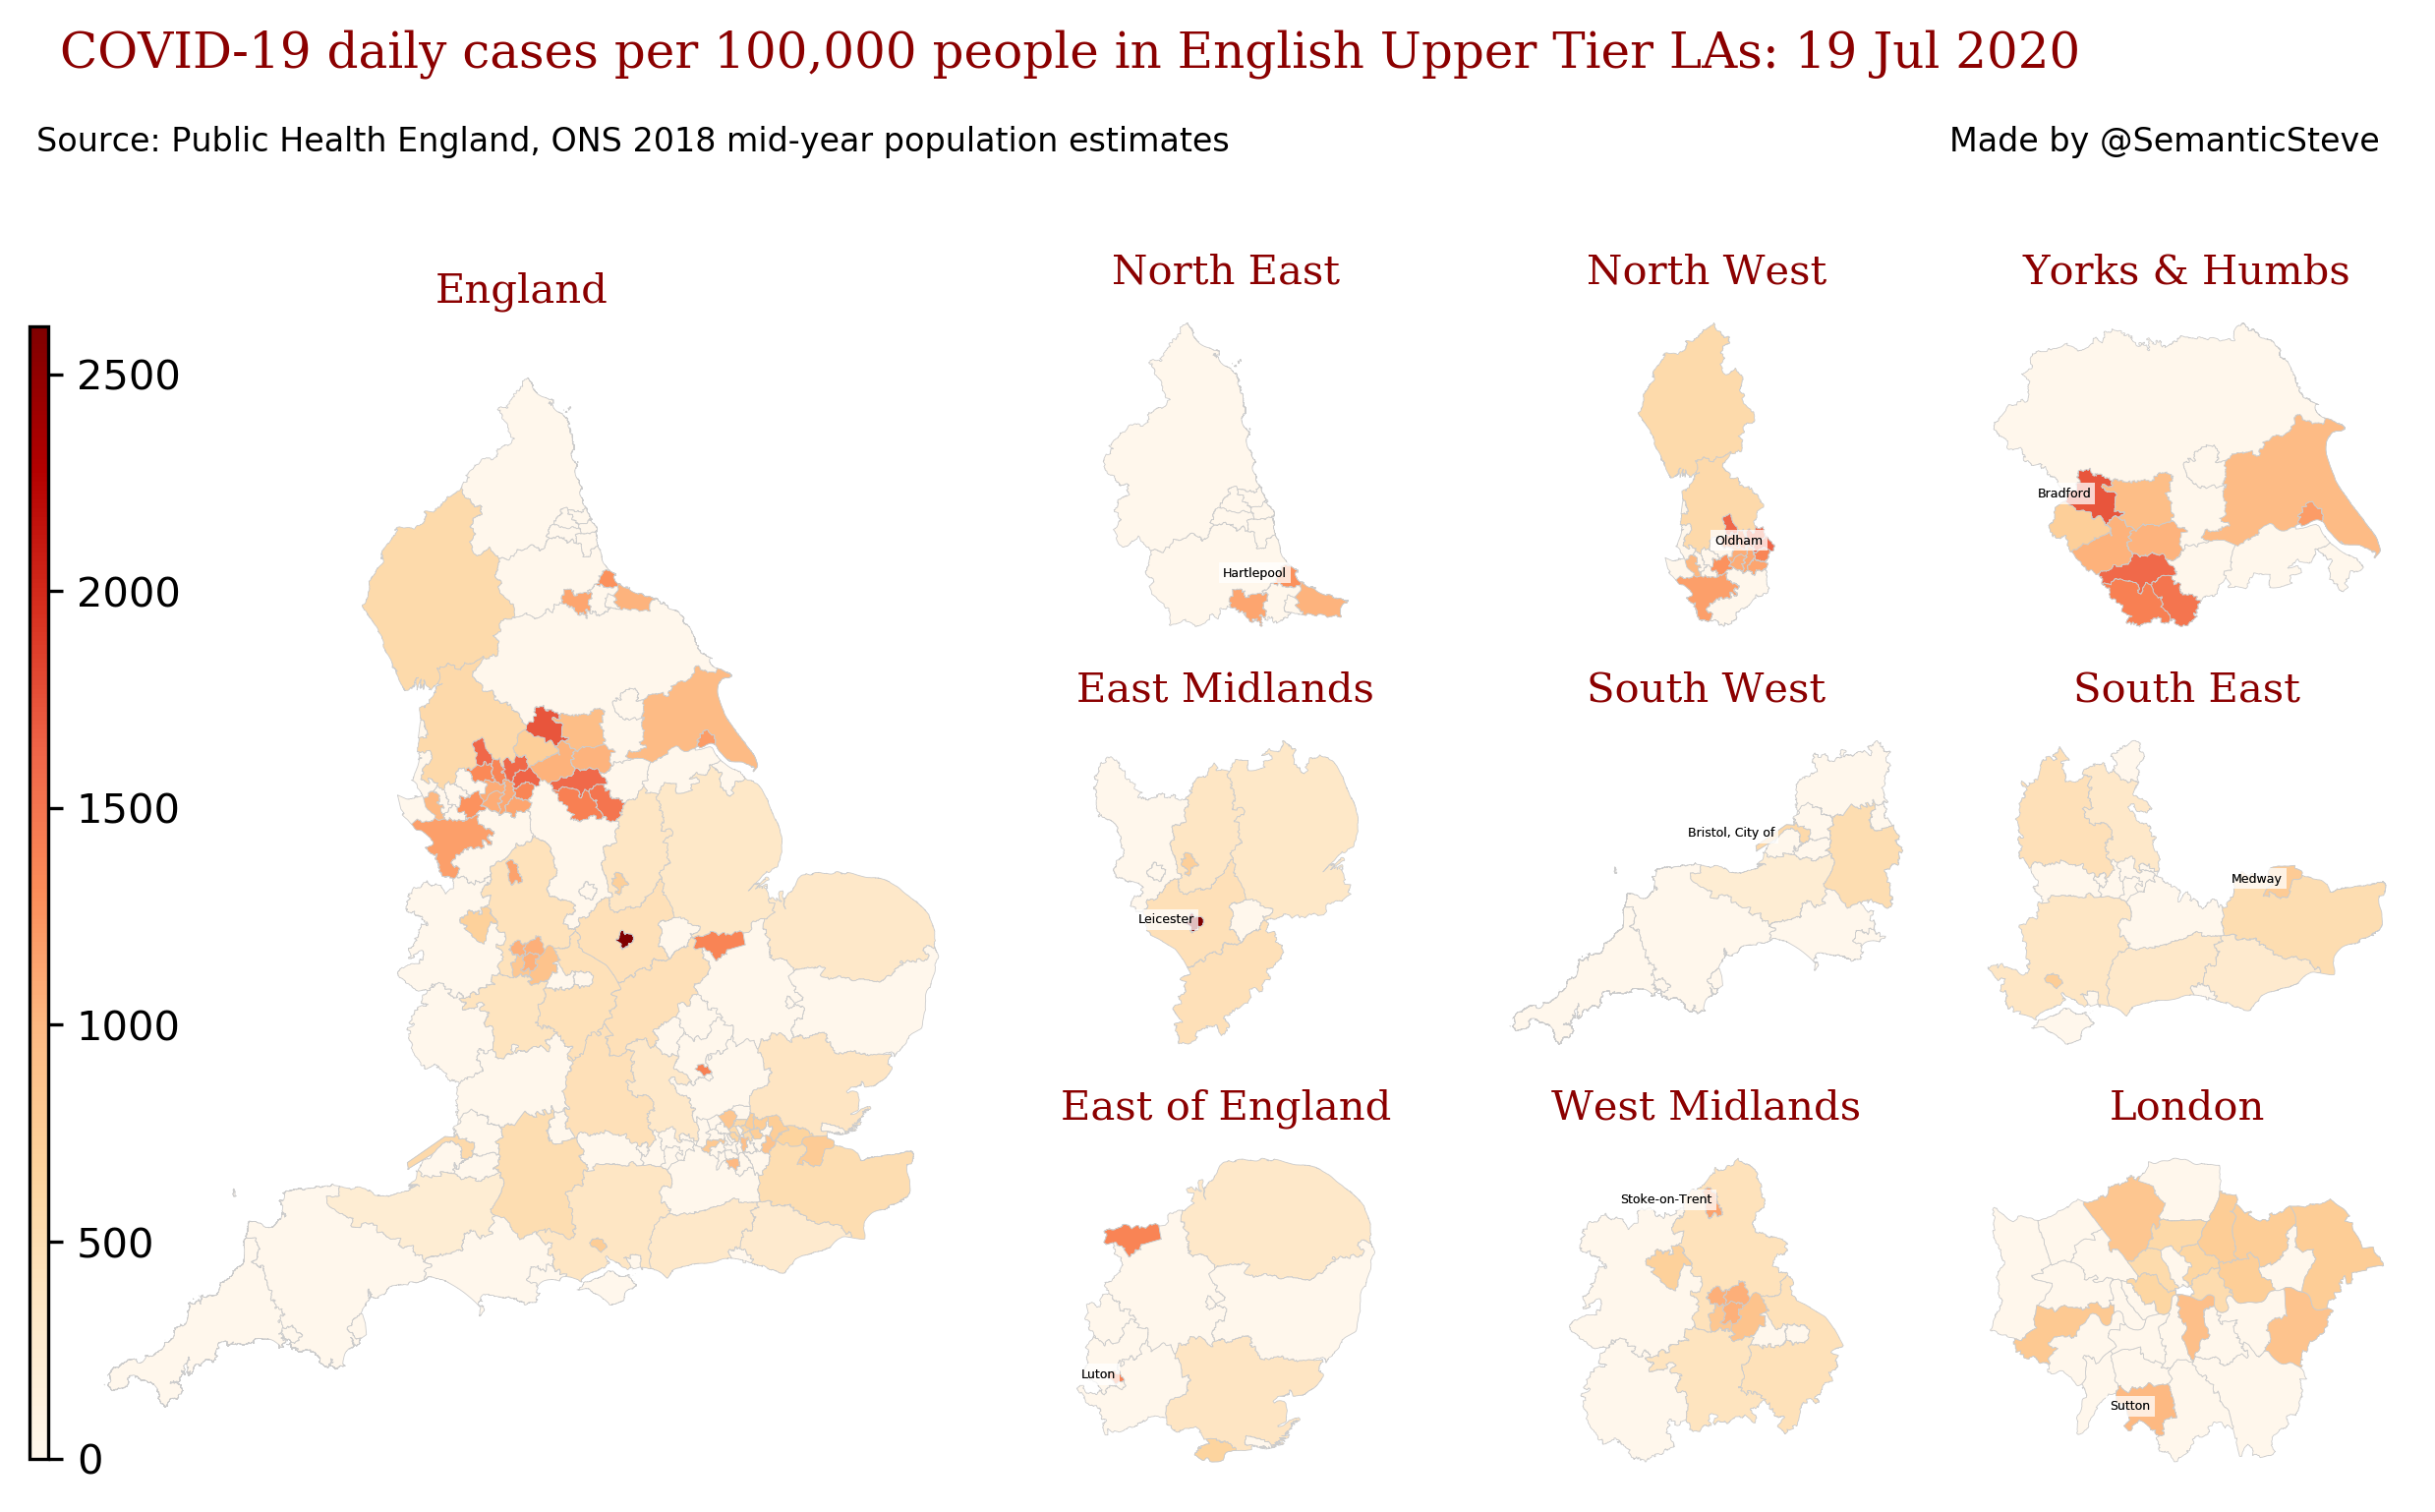 COVID-19 daily cases per 100,000 people in English Upper Tier LAs: 19 Jul 2020
Source: Public Health England, ONS 2018 mid-year population estimates
Made by @SemanticSteve
England
2500
2000
1500
1000
500
0
North East
Hartlepool
North West
Oldham
Yorks & Humbs
Bradford
East Midlands
Leicester
South West
Bristol, City of
South East
Medway
East of England
Luton
West Midlands
Stoke-on-Trent
London
Sutton